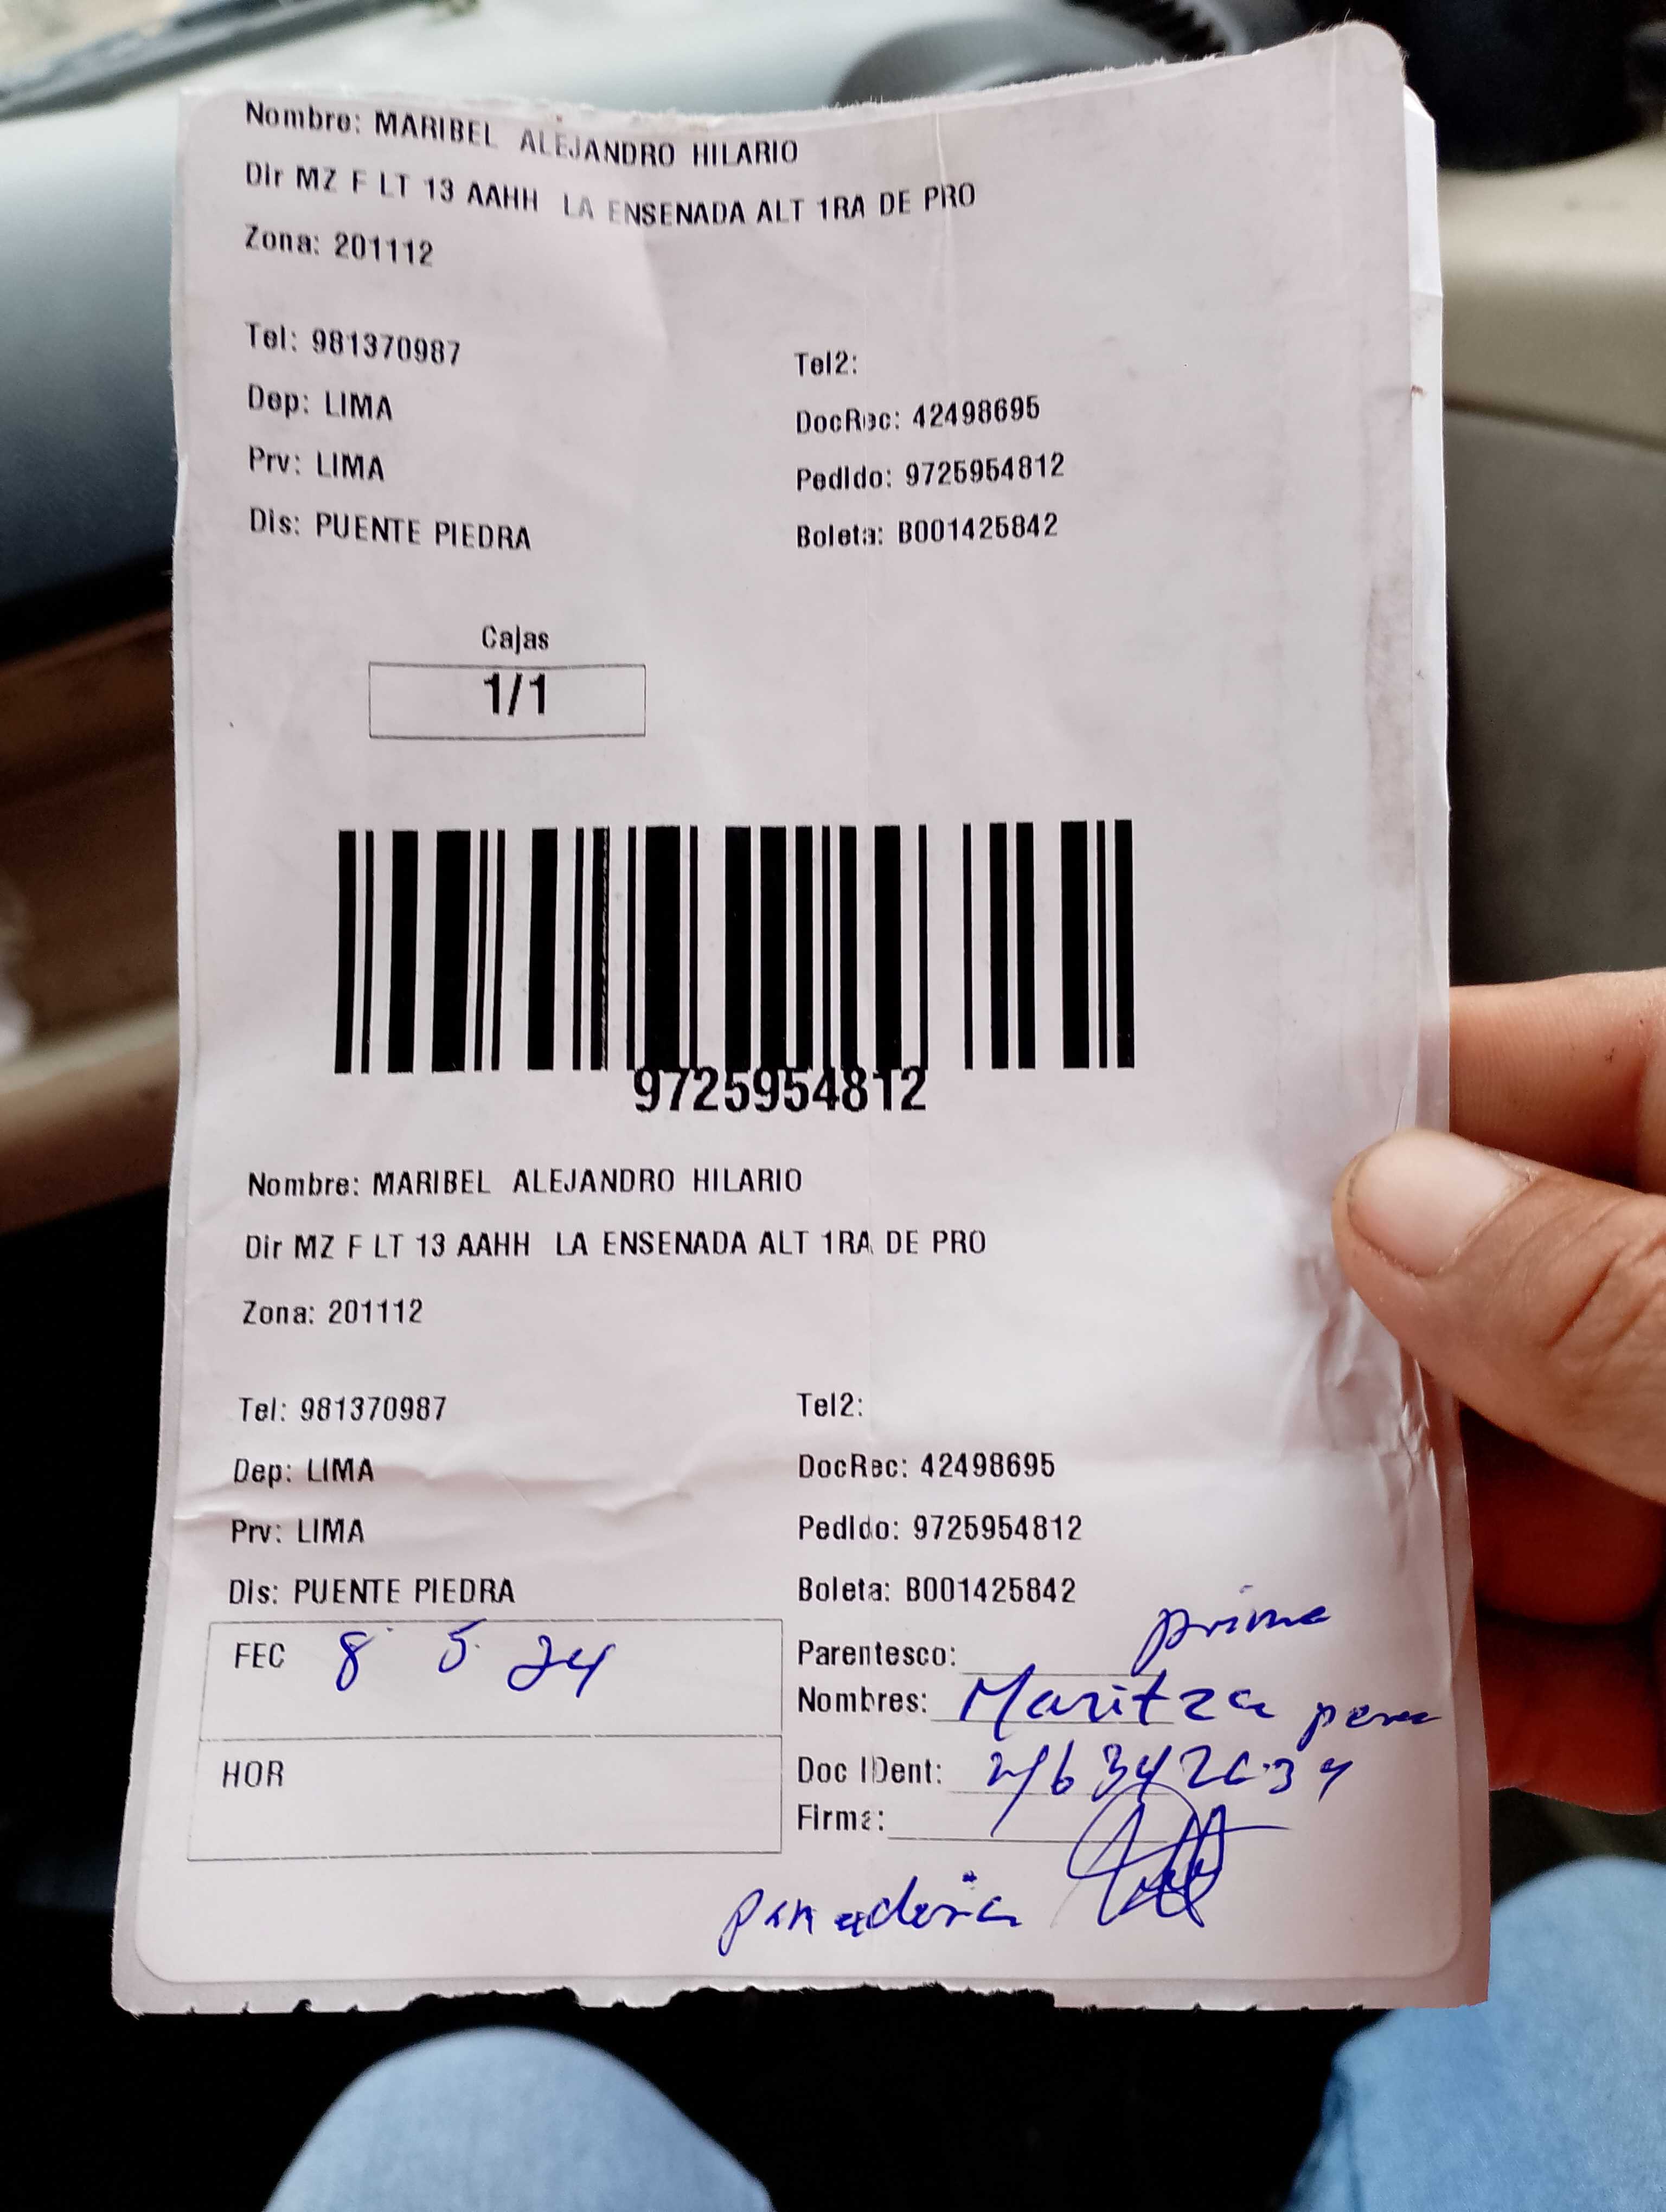 Nombre: MARIBEL ALEJANDRO HILARIO
Dir MZ F LT 13 AAHH LA ENSENADA ALT 1RA DE PRO
Zona: 201112
Tel: 981370987 Tel2:
Dep: LIMA DocRec: 42498695
Prv: LIMA Pedido: 9725954812
Dis: PUENTE PIEDRA Boleta: B001425842
Cajas
1/1
9725954812
Nombre: MARIBEL ALEJANDRO HILARIO
Dir MZ F LT 13 AAHH LA ENSENADA ALT 1RA DE PRO
Zona: 201112
Tel: 981370987 Tel2:
Dep: LIMA DocRec: 42498695
Prv: LIMA Pedido: 9725954812
Dis: PUENTE PIEDRA Boleta: B001425842
FEC 8 5 24
Parentesco: prima
Nombres: Maritza
HOR
Doc IDent:
Firma:
panaderia